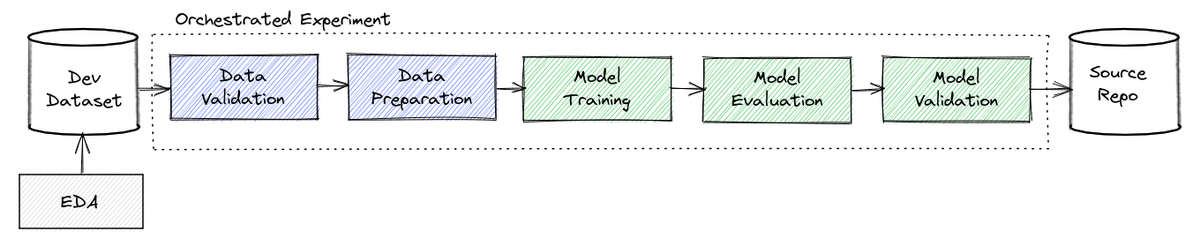 Orchestrated Experiment
Dev
Dataset
Data
Validation
Data
Preparation
Model
Training
Model
Evaluation
Model
Validation
Source
Repo
EDA